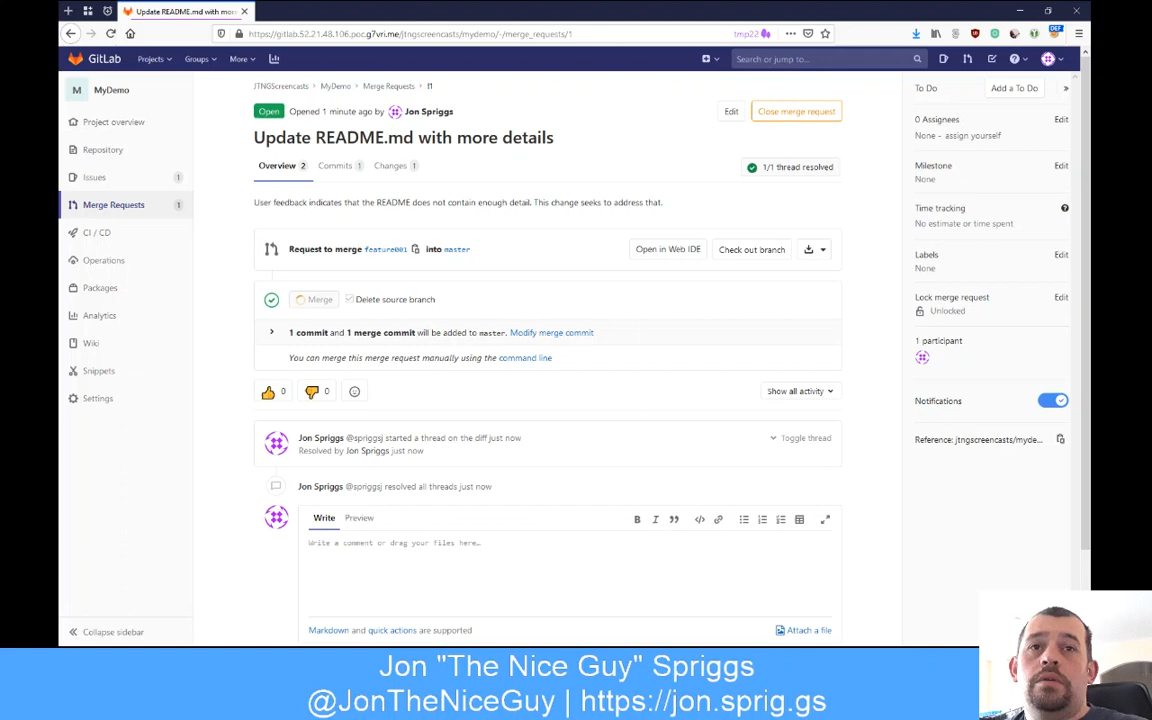 Update README.md with more
https://gitlab.52.21.48.106.poc.g7vri.me/jtngscreencasts/mydemo/-/merge_requests/1
tmp22
DEF
GitLab
Projects
Groups
More
Search or jump to...
M
MyDemo
Project overview
Repository
Issues 1
Merge Requests 1
CI / CD
Operations
Packages
Analytics
Wiki
Snippets
Settings
Collapse sidebar
JTNGScreencasts > MyDemo > Merge Requests > !1
Open
Opened 1 minute ago by Jon Spriggs
Edit
Close merge request
Update README.md with more details
Overview 2
Commits 1
Changes 1
1/1 thread resolved
User feedback indicates that the README does not contain enough detail. This change seeks to address that.
Request to merge feature001 into master
Open in Web IDE
Check out branch
Merge
Delete source branch
1 commit and 1 merge commit will be added to master. Modify merge commit
You can merge this merge request manually using the command line
0
0
Show all activity
Jon Spriggs @spriggsj started a thread on the diff just now
Toggle thread
Resolved by Jon Spriggs just now
Jon Spriggs @spriggsj resolved all threads just now
Write
Preview
B I
Write a comment or drag your files here…
Markdown and quick actions are supported
Attach a file
To Do
Add a To Do
»
0 Assignees
Edit
None - assign yourself
Milestone
Edit
None
Time tracking
No estimate or time spent
Labels
Edit
None
Lock merge request
Edit
Unlocked
1 participant
Notifications
Reference: jtngscreencasts/myde...
Jon "The Nice Guy" Spriggs
@JonTheNiceGuy | https://jon.sprig.gs